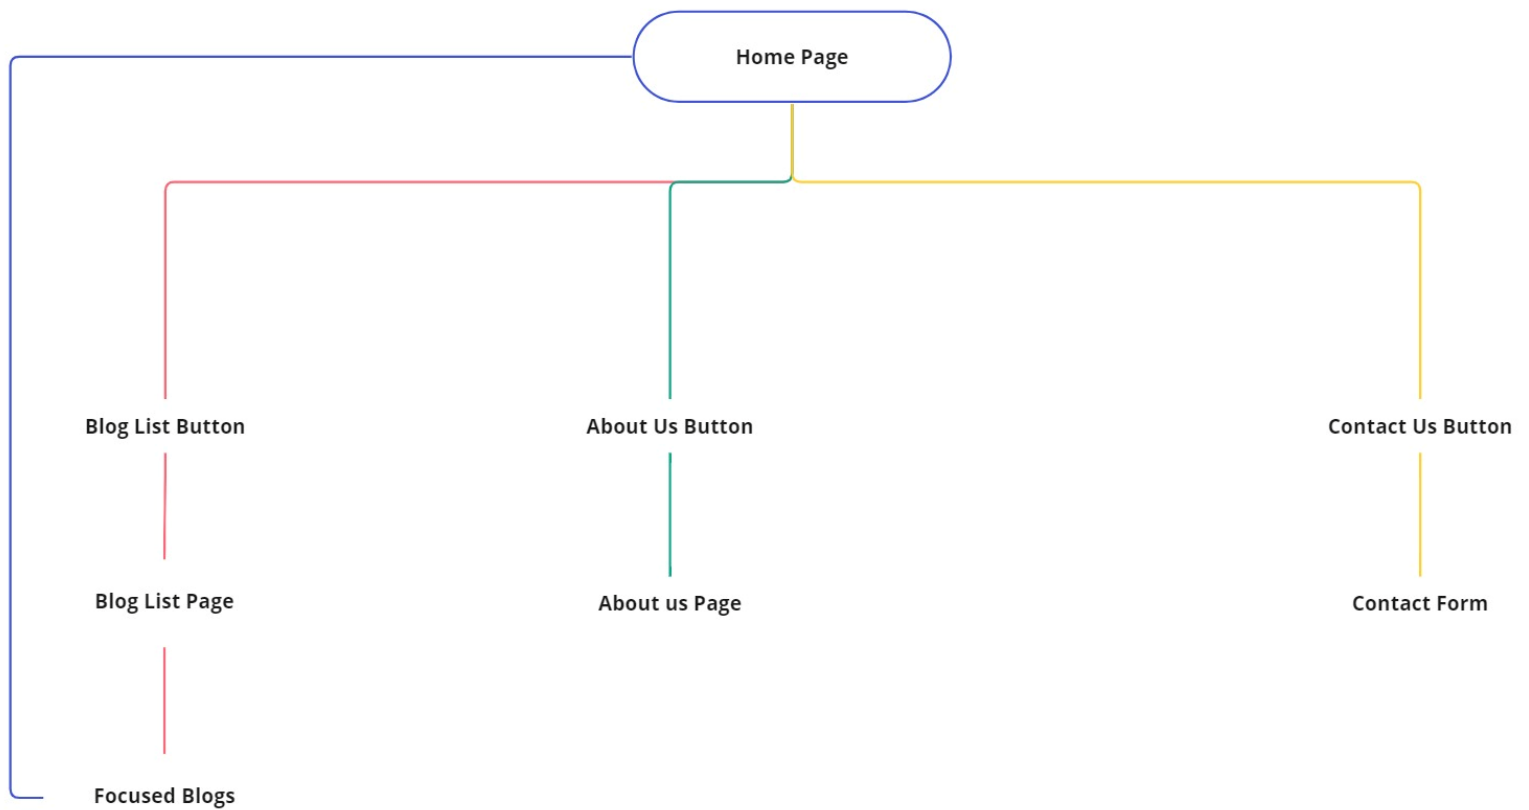 Home Page
Blog List Button
About Us Button
Contact Us Button
Blog List Page
About us Page
Contact Form
Focused Blogs